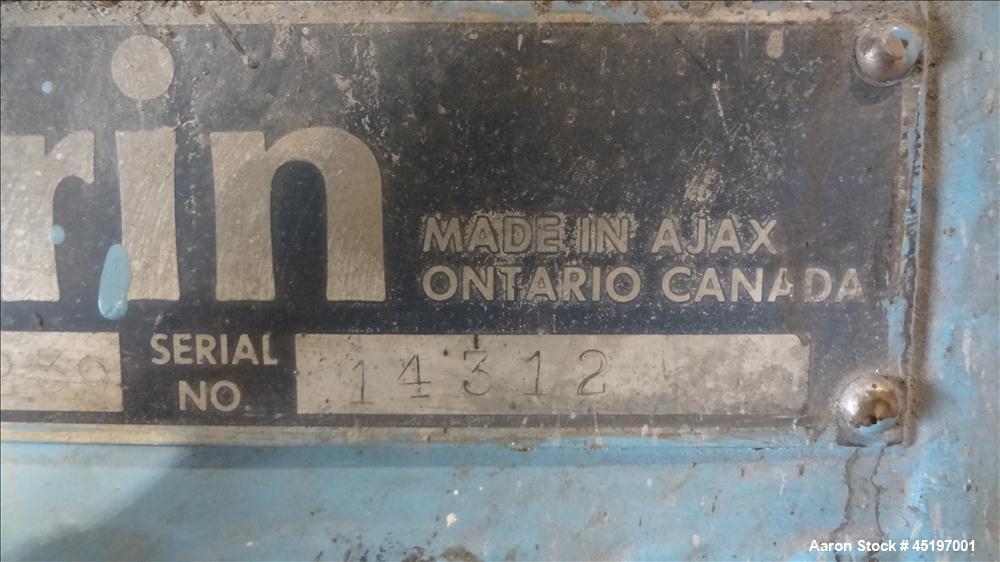 rin
MADE IN AJAX
ONTARIO CANADA
SERIAL
NO
14312
Aaron Stock # 45197001